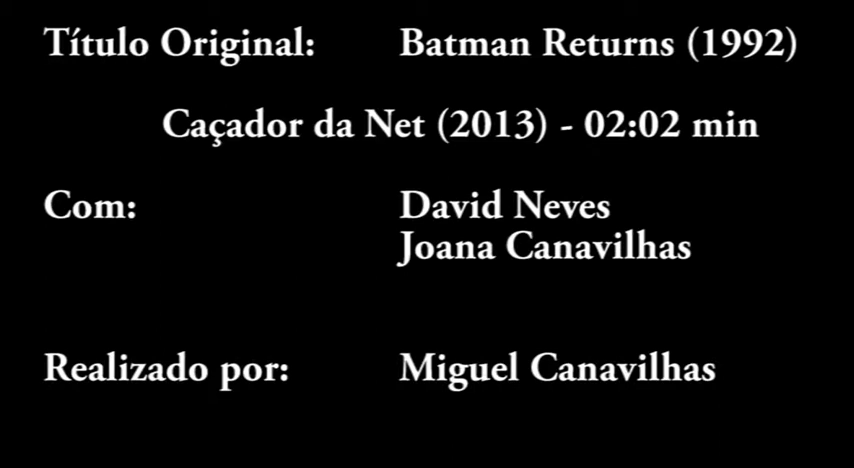 Título Original: Batman Returns (1992)
Caçador da Net (2013) - 02:02 min
Com: David Neves
Joana Canavilhas
Realizado por: Miguel Canavilhas